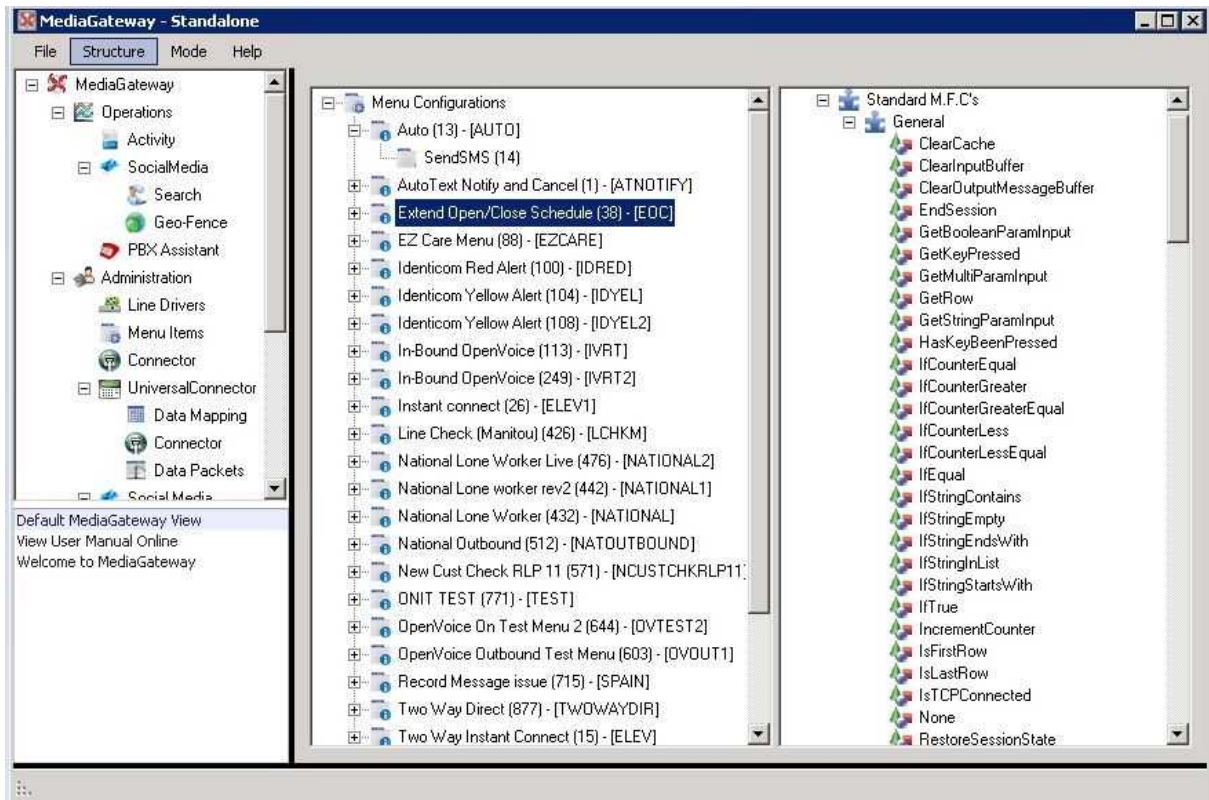 MediaGateway - Standalone
File Structure Mode Help
MediaGateway
Operations
Activity
SocialMedia
Search
Geo-Fence
PBX Assistant
Administration
Line Drivers
Menu Items
Connector
UniversalConnector
Data Mapping
Connector
Data Packets
Social Media
Default MediaGateway View
View User Manual Online
Welcome to MediaGateway
Menu Configurations
Auto (13) - [AUTO]
SendSMS (14)
AutoText Notify and Cancel (1) - [ATNOTIFY]
Extend Open/Close Schedule (38) - [EOC]
EZ Care Menu (88) - [EZCARE]
Identicom Red Alert (100) - [IDRED]
Identicom Yellow Alert (104) - [IDYEL]
Identicom Yellow Alert (108) - [IDYEL2]
In-Bound OpenVoice (113) - [IVRT]
In-Bound OpenVoice (249) - [IVRT2]
Instant connect (26) - [ELEV1]
Line Check (Manitou) (426) - [LCHKM]
National Lone Worker Live (476) - [NATIONAL2]
National Lone worker rev2 (442) - [NATIONAL1]
National Lone Worker (432) - [NATIONAL]
National Outbound (512) - [NATOUTBOUND]
New Cust Check RLP 11 (571) - [NCUSTCHKRLP11]
ONIT TEST (771) - [TEST]
OpenVoice On Test Menu 2 (644) - [OVTEST2]
OpenVoice Outbound Test Menu (603) - [OVOUT1]
Record Message issue (715) - [SPAIN]
Two Way Direct (877) - [TWOWAYDIR]
Two Way Instant Connect (15) - [ELEV]
Standard M.F.C's
General
ClearCache
ClearInputBuffer
ClearOutputMessageBuffer
EndSession
GetBooleanParamInput
GetKeyPressed
GetMultiParamInput
GetRow
GetStringParamInput
HasKeyBeenPressed
IfCounterEqual
IfCounterGreater
IfCounterGreaterEqual
IfCounterLess
IfCounterLessEqual
IfEqual
IfStringContains
IfStringEmpty
IfStringEndsWith
IfStringInList
IfStringStartsWith
IfTrue
IncrementCounter
IsFirstRow
IsLastRow
IsTCPConnected
None
RestoreSessionState